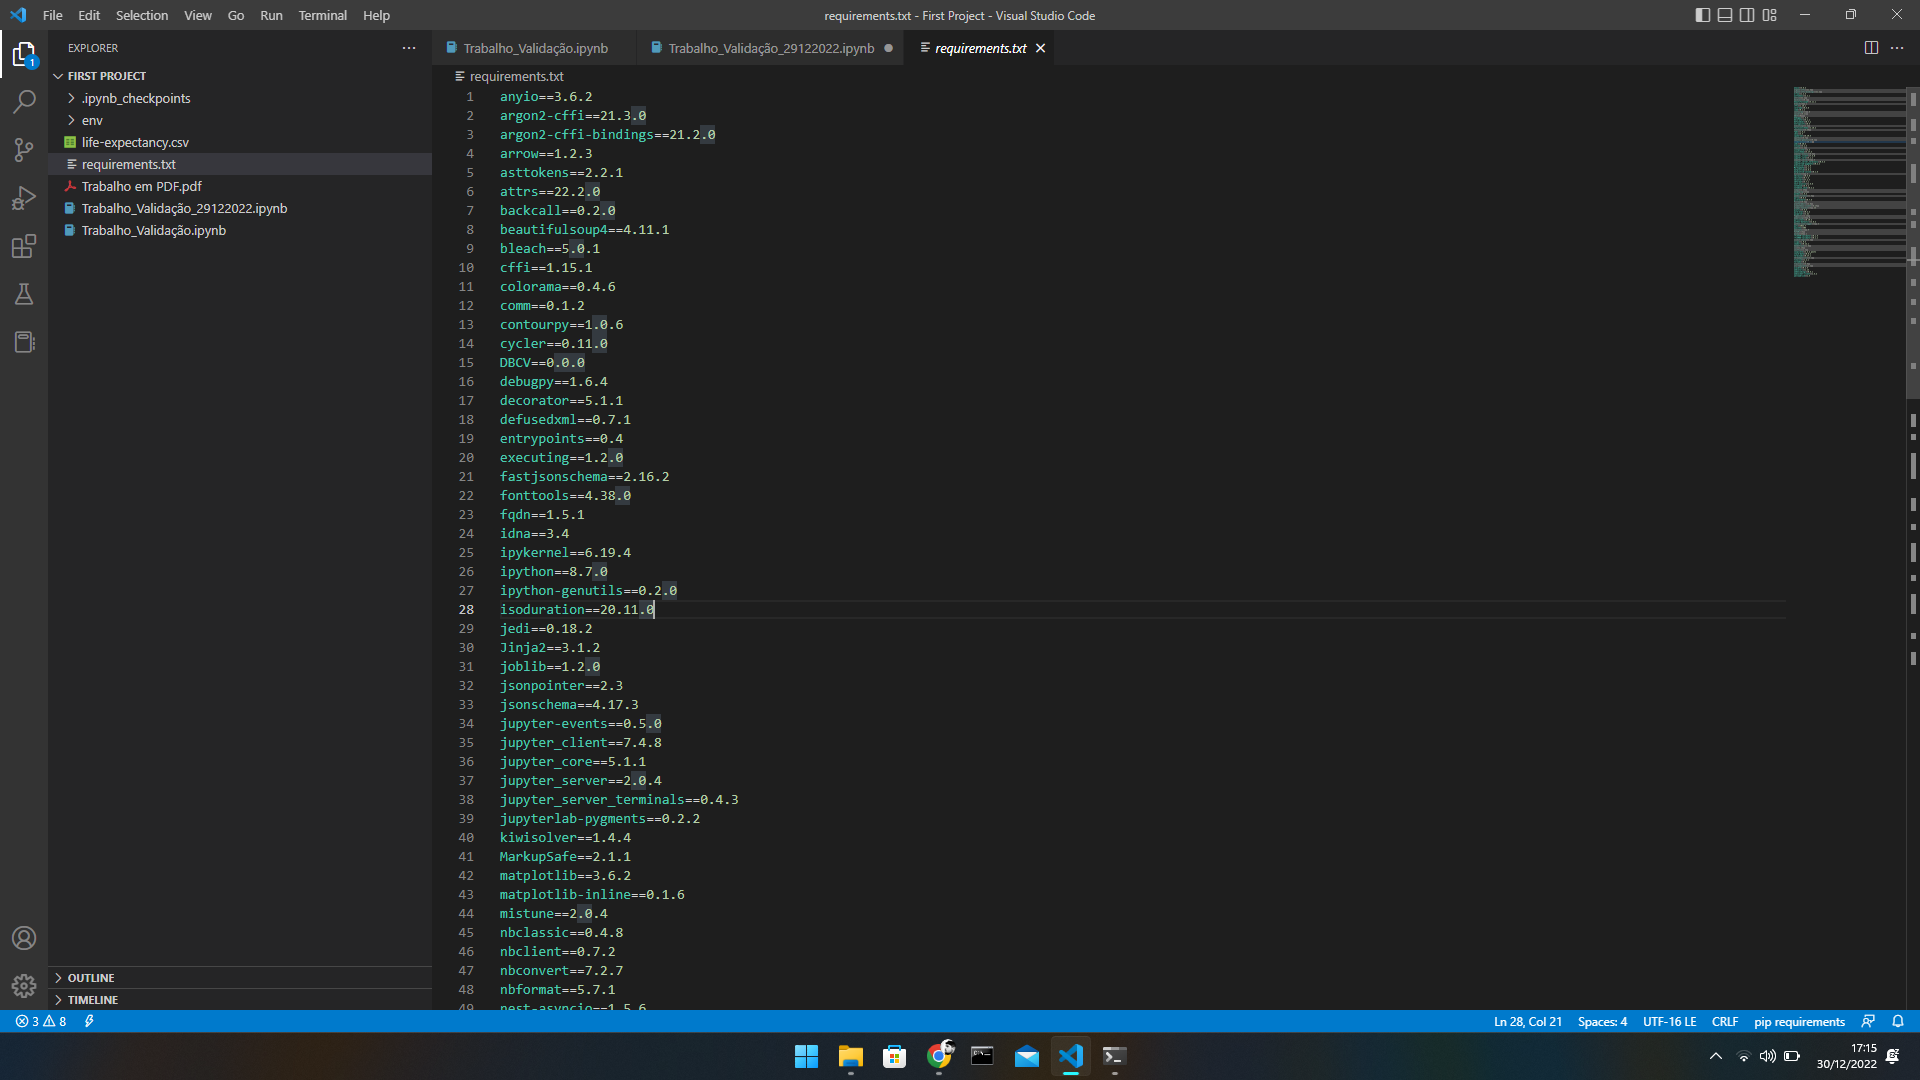 File Edit Selection View Go Run Terminal Help
requirements.txt - First Project - Visual Studio Code
EXPLORER
FIRST PROJECT
.ipynb_checkpoints
env
life-expectancy.csv
requirements.txt
Trabalho em PDF.pdf
Trabalho_Validação_29122022.ipynb
Trabalho_Validação.ipynb
OUTLINE
TIMELINE
1
Trabalho_Validação.ipynb
Trabalho_Validação_29122022.ipynb
requirements.txt
requirements.txt
1 anyio==3.6.2
2 argon2-cffi==21.3.0
3 argon2-cffi-bindings==21.2.0
4 arrow==1.2.3
5 asttokens==2.2.1
6 attrs==22.2.0
7 backcall==0.2.0
8 beautifulsoup4==4.11.1
9 bleach==5.0.1
10 cffi==1.15.1
11 colorama==0.4.6
12 comm==0.1.2
13 contourpy==1.0.6
14 cycler==0.11.0
15 DBCV==0.0.0
16 debugpy==1.6.4
17 decorator==5.1.1
18 defusedxml==0.7.1
19 entrypoints==0.4
20 executing==1.2.0
21 fastjsonschema==2.16.2
22 fonttools==4.38.0
23 fqdn==1.5.1
24 idna==3.4
25 ipykernel==6.19.4
26 ipython==8.7.0
27 ipython-genutils==0.2.0
28 isoduration==20.11.0
29 jedi==0.18.2
30 Jinja2==3.1.2
31 joblib==1.2.0
32 jsonpointer==2.3
33 jsonschema==4.17.3
34 jupyter-events==0.5.0
35 jupyter_client==7.4.8
36 jupyter_core==5.1.1
37 jupyter_server==2.0.4
38 jupyter_server_terminals==0.4.3
39 jupyterlab-pygments==0.2.2
40 kiwisolver==1.4.4
41 MarkupSafe==2.1.1
42 matplotlib==3.6.2
43 matplotlib-inline==0.1.6
44 mistune==2.0.4
45 nbclassic==0.4.8
46 nbclient==0.7.2
47 nbconvert==7.2.7
48 nbformat==5.7.1
49 nest-asyncio==1.5.6
3 8
Ln 28, Col 21 Spaces: 4 UTF-16 LE CRLF pip requirements
17:15
30/12/2022